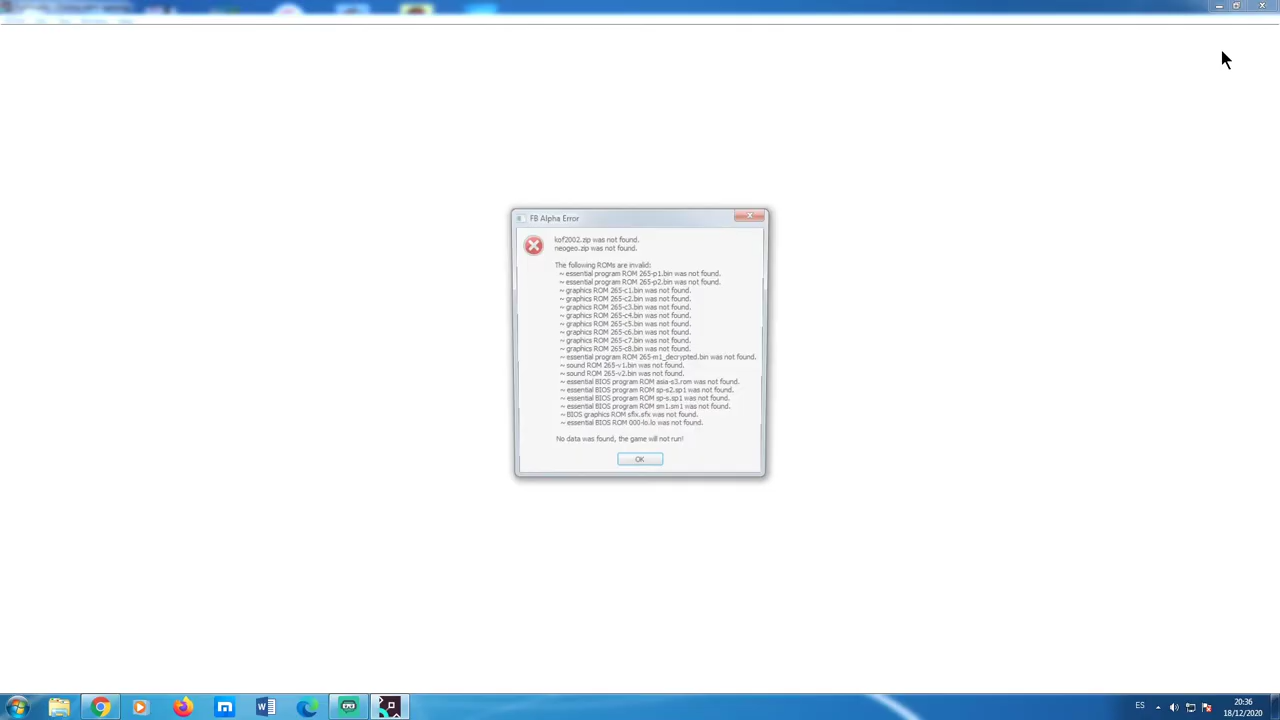 FB Alpha Error
kof2002.zip was not found.
neogeo.zip was not found.
The following ROMs are invalid:
~ essential program ROM 265-p1.bin was not found.
~ essential program ROM 265-p2.bin was not found.
~ graphics ROM 265-c1.bin was not found.
~ graphics ROM 265-c2.bin was not found.
~ graphics ROM 265-c3.bin was not found.
~ graphics ROM 265-c4.bin was not found.
~ graphics ROM 265-c5.bin was not found.
~ graphics ROM 265-c6.bin was not found.
~ graphics ROM 265-c7.bin was not found.
~ graphics ROM 265-c8.bin was not found.
~ essential program ROM 265-m1_decrypted.bin was not found.
~ sound ROM 265-v1.bin was not found.
~ sound ROM 265-v2.bin was not found.
~ essential BIOS program ROM asia-s3.rom was not found.
~ essential BIOS program ROM sp-s2.sp1 was not found.
~ essential BIOS program ROM sp-s.sp1 was not found.
~ essential BIOS program ROM sm1.sm1 was not found.
~ BIOS graphics ROM sfix.sfx was not found.
~ essential BIOS ROM 000-lo.lo was not found.
No data was found, the game will not run!
OK
ES
20:36
18/12/2020